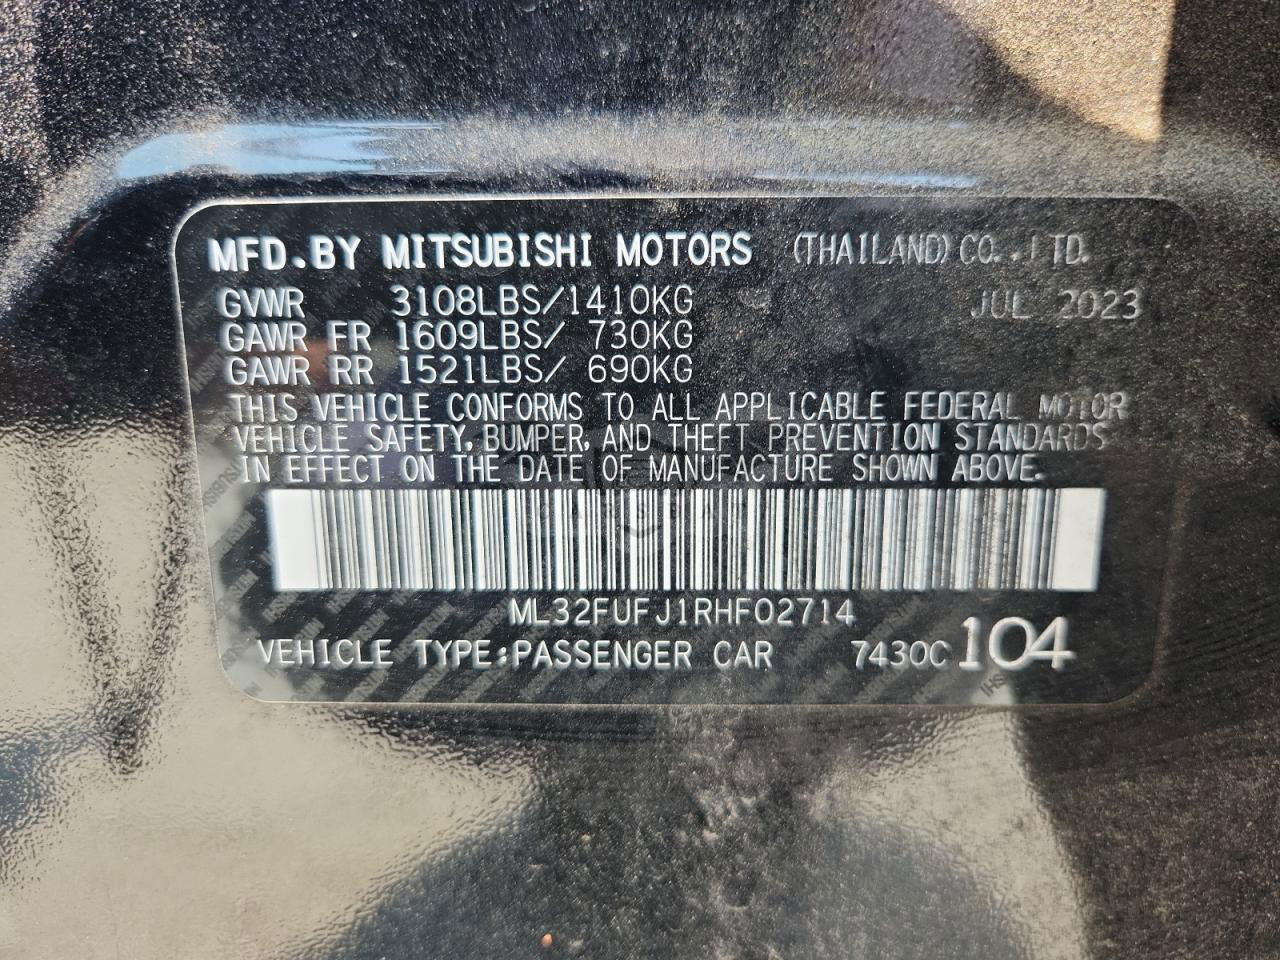 MFD.BY MITSUBISHI MOTORS (THAILAND) CO.,LTD.
GVWR 3108LBS/1410KG JUL 2023
GAWR FR 1609LBS/ 730KG
GAWR RR 1521LBS/ 690KG
THIS VEHICLE CONFORMS TO ALL APPLICABLE FEDERAL MOTOR
VEHICLE SAFETY, BUMPER, AND THEFT PREVENTION STANDARDS
IN EFFECT ON THE DATE OF MANUFACTURE SHOWN ABOVE.
ML32FUFJ1RHF02714
VEHICLE TYPE:PASSENGER CAR 7430C 104